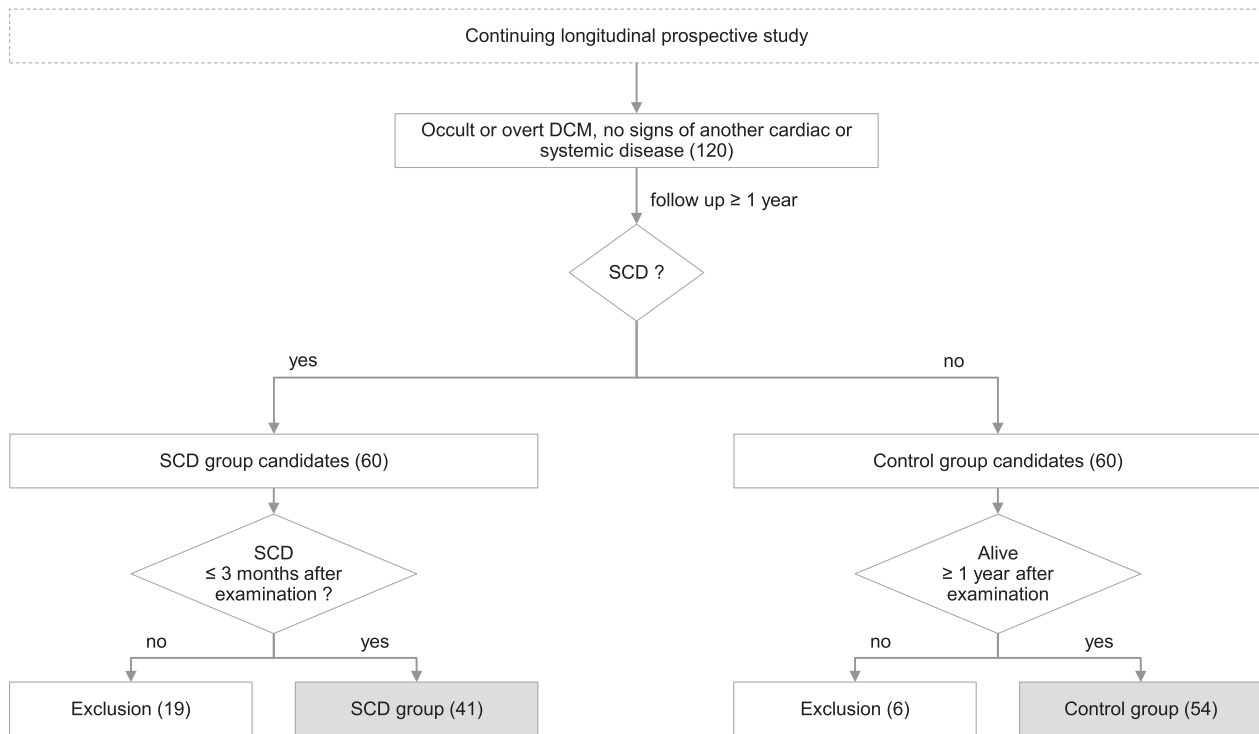 Continuing longitudinal prospective study
Occult or overt DCM, no signs of another cardiac or
systemic disease (120)
follow up ≥ 1 year
SCD ?
yes
no
SCD group candidates (60)
Control group candidates (60)
SCD
≤ 3 months after
examination ?
Alive
≥ 1 year after
examination
no
yes
no
yes
Exclusion (19)
SCD group (41)
Exclusion (6)
Control group (54)